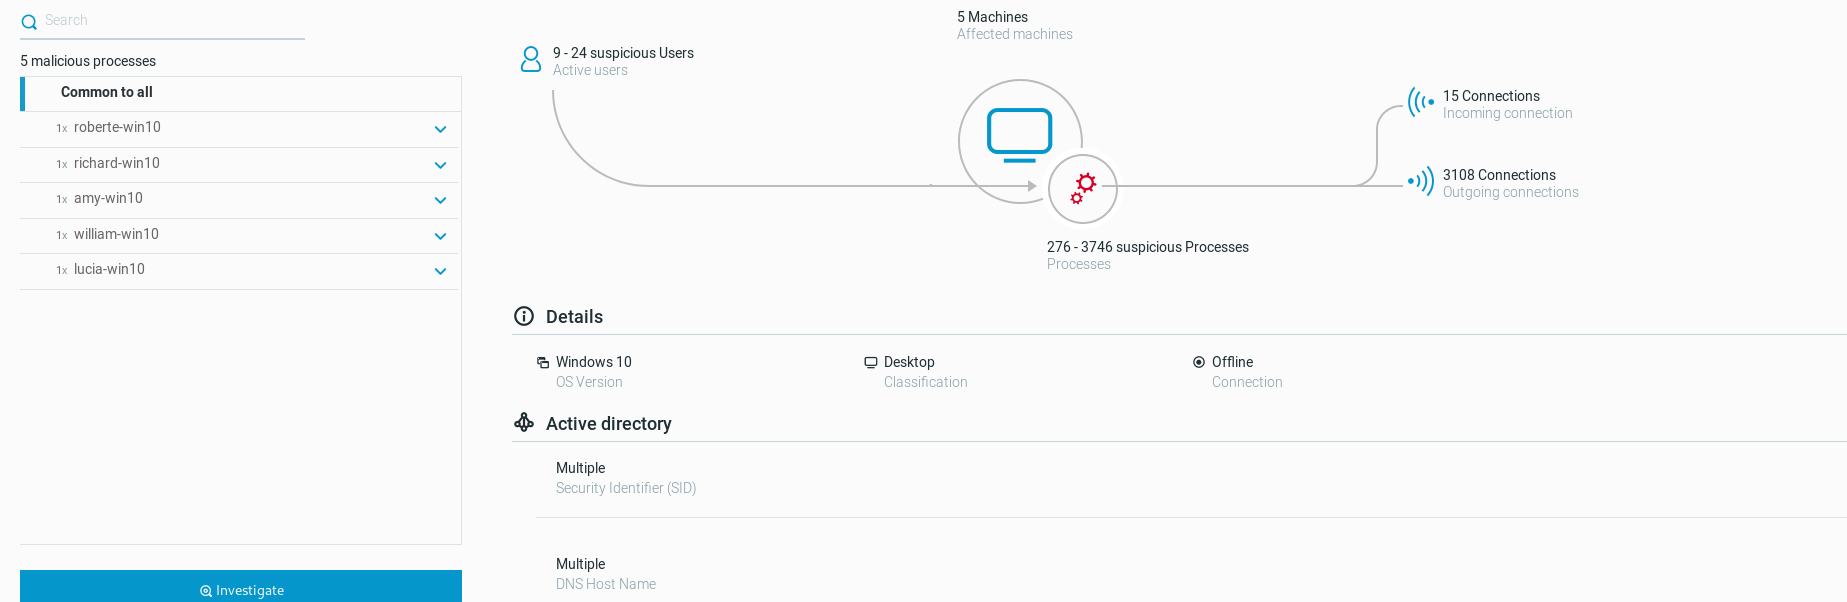 Search
5 malicious processes
Common to all
1x roberte-win10
1x richard-win10
1x amy-win10
1x william-win10
1x lucia-win10
Investigate
5 Machines
Affected machines
9 - 24 suspicious Users
Active users
15 Connections
Incoming connection
3108 Connections
Outgoing connections
276 - 3746 suspicious Processes
Processes
Details
Windows 10
OS Version
Desktop
Classification
Offline
Connection
Active directory
Multiple
Security Identifier (SID)
Multiple
DNS Host Name